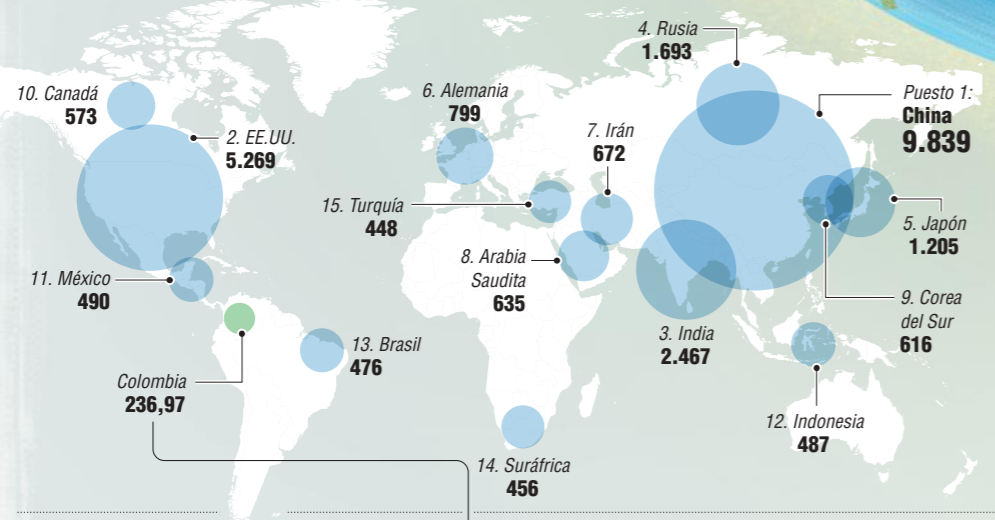 4. Rusia
1.693
10. Canadá
573
6. Alemania
799
Puesto 1:
China
9.839
2. EE.UU.
5.269
7. Irán
672
15. Turquía
448
5. Japón
1.205
8. Arabia
Saudita
635
11. México
490
9. Corea
del Sur
616
3. India
2.467
13. Brasil
476
Colombia
236,97
12. Indonesia
487
14. Suráfrica
456